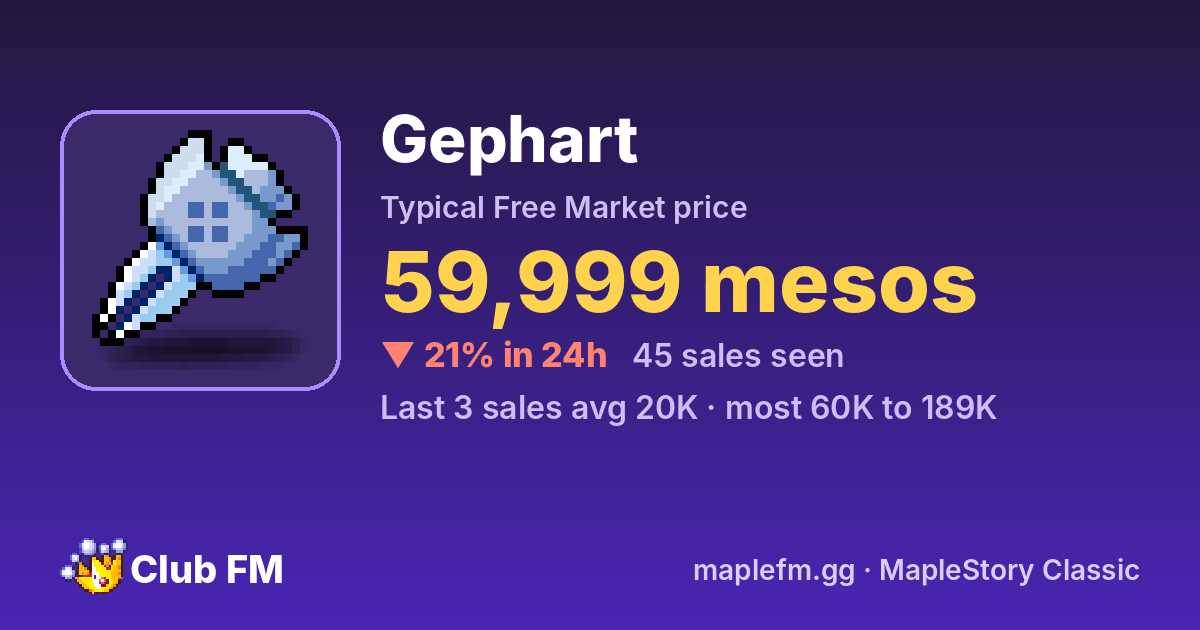 Gephart
Typical Free Market price
59,999 mesos
▼ 21% in 24h 45 sales seen
Last 3 sales avg 20K · most 60K to 189K
Club FM
maplefm.gg · MapleStory Classic